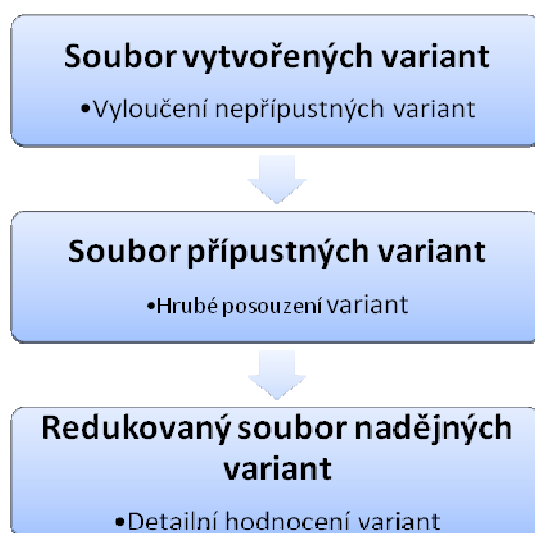 Soubor vytvořených variant
•Vyloučení nepřípustných variant
Soubor přípustných variant
•Hrubé posouzení variant
Redukovaný soubor nadějných
variant
•Detailní hodnocení variant